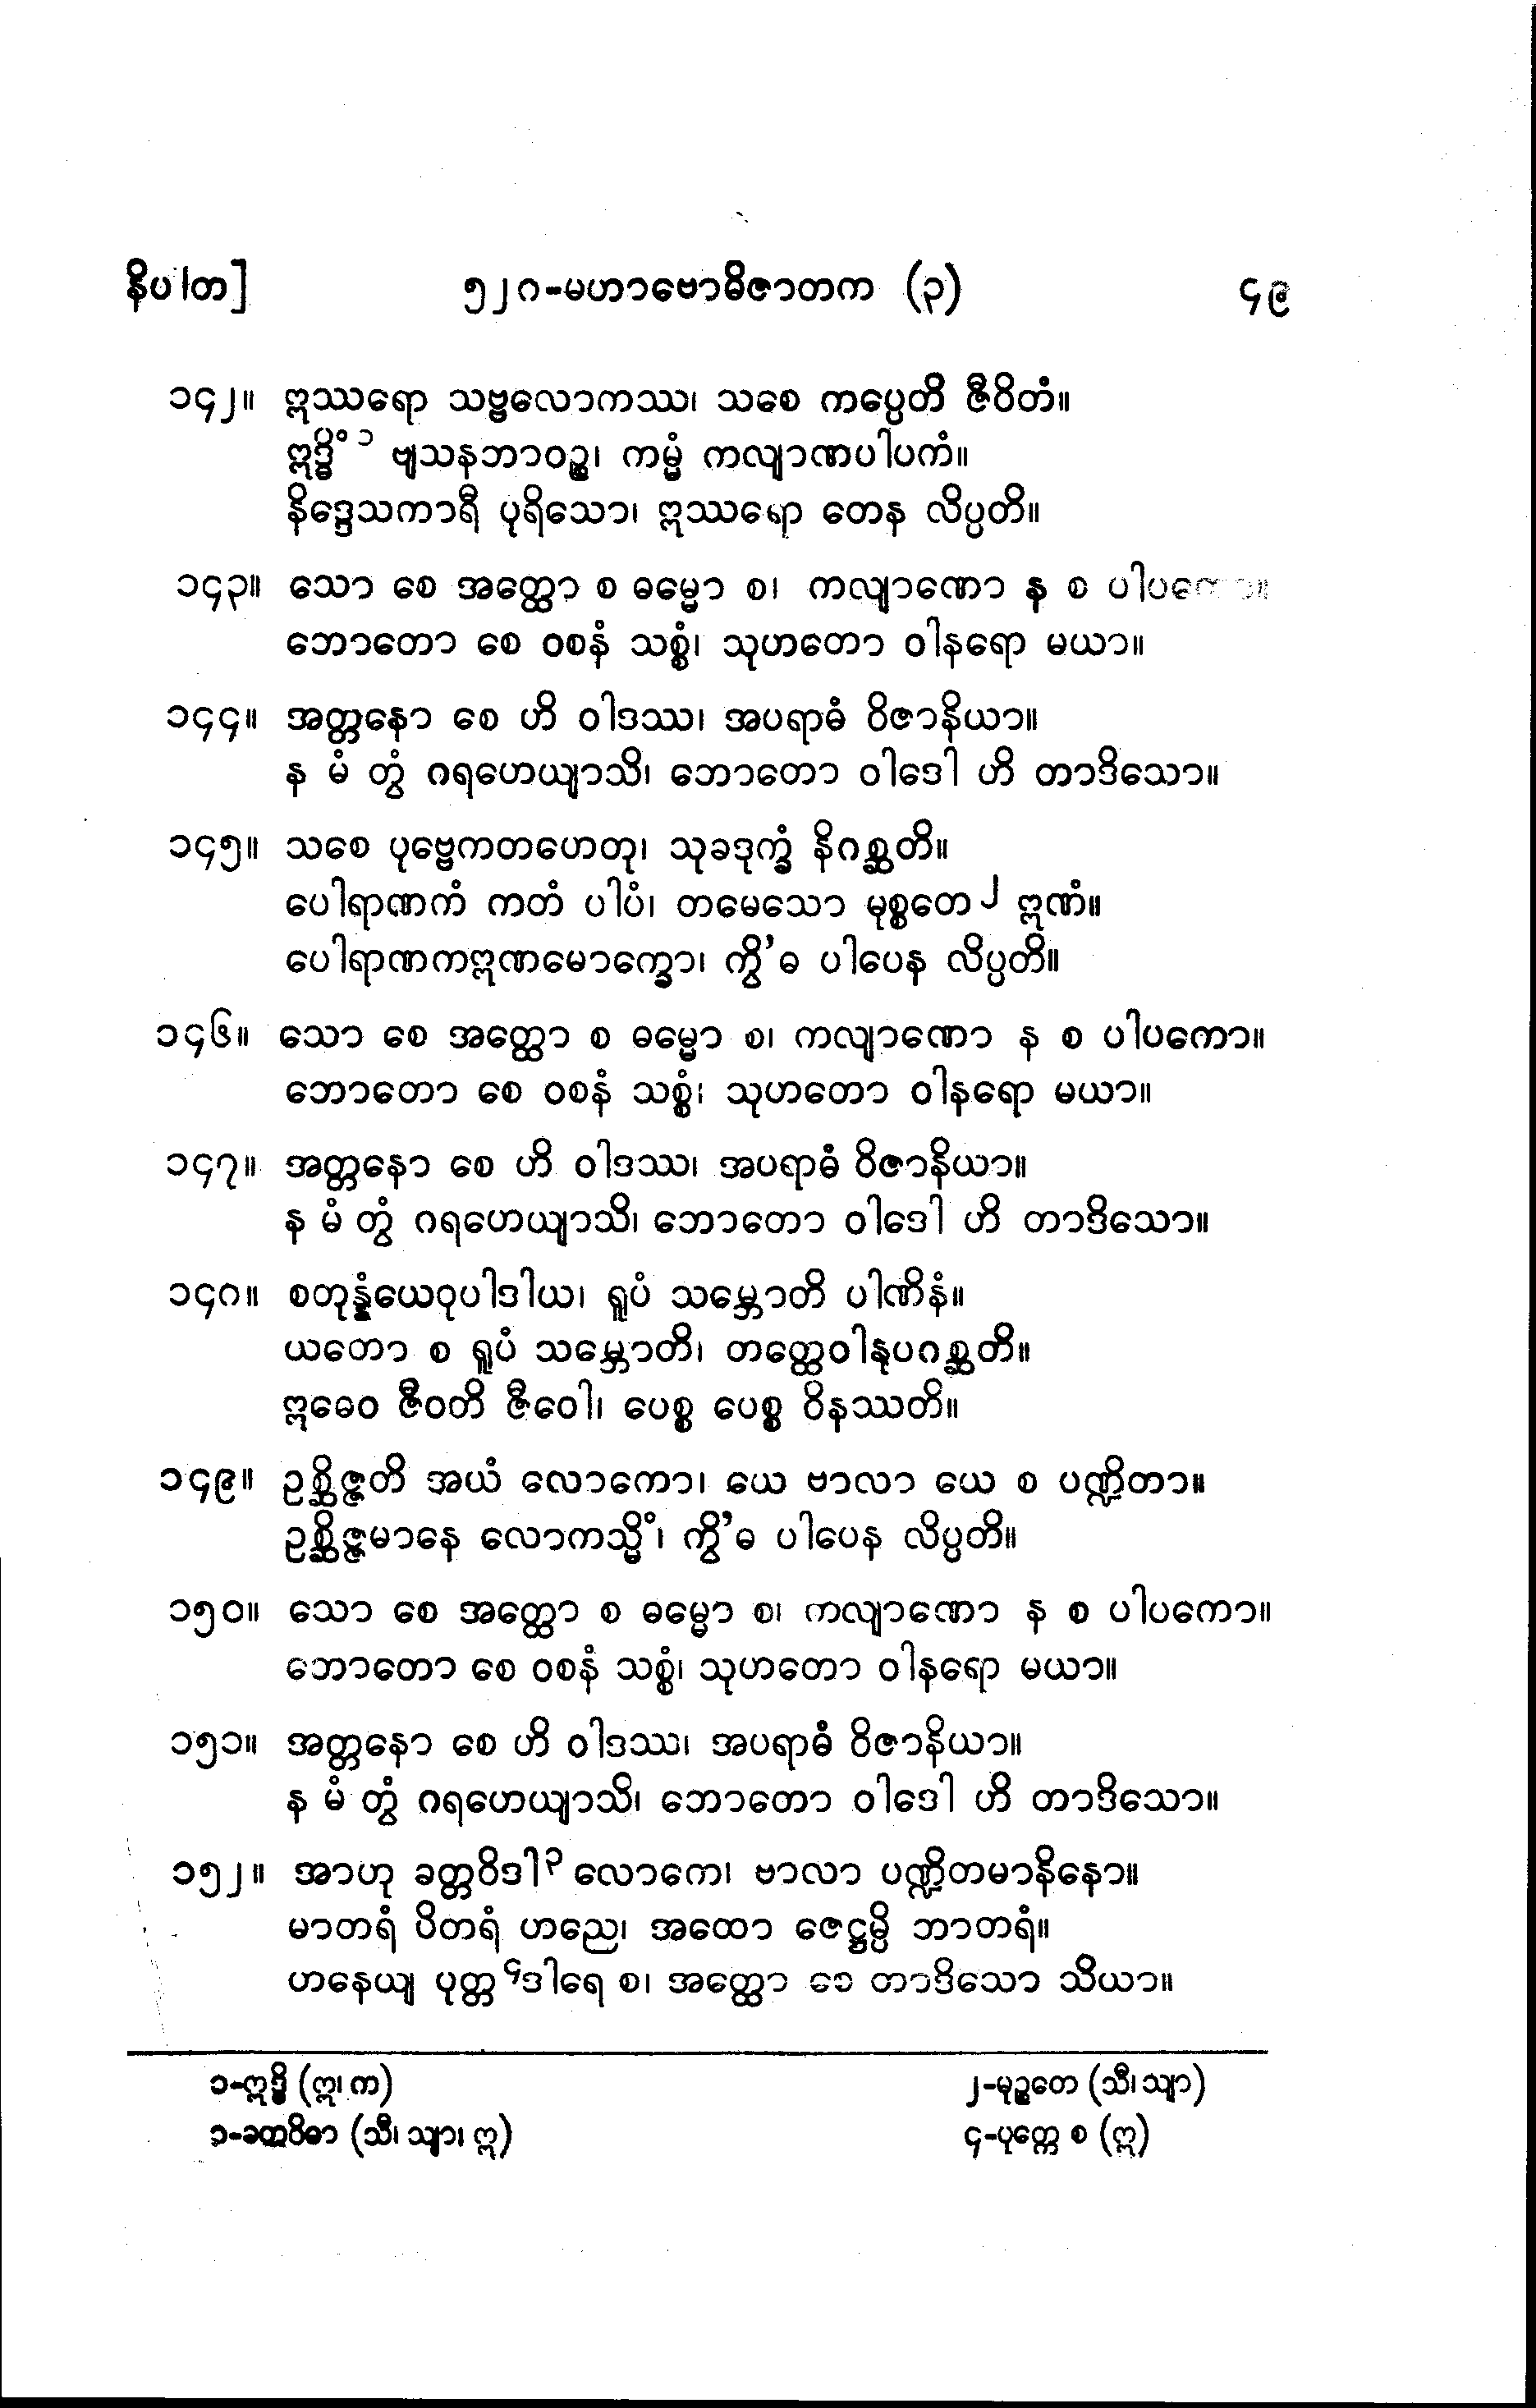 နိပါတ]	၅၂၈-မဟာဗောဓိဇာတက (၃)	၄၉
၁၄၂။ ဣဿရော သဗ္ဗလောကဿ၊ သစေ ကပ္ပေတိ ဇီဝိတံ။
ဣဒ္ဓိံ ၁ ဗျသနဘာဝဉ္စ၊ ကမ္မံ ကလျာဏပါပကံ။
နိဒ္ဒေသကာရီ ပုရိသော၊ ဣဿရော တေန လိပ္ပတိ။
၁၄၃။ သော စေ အတ္ထော စ ဓမ္မော စ၊ ကလျာဏော န စ ပါပကော။
ဘောတော စေ ဝစနံ သစ္စံ၊ သုဟတော ဝါနရော မယာ။
၁၄၄။ အတ္တနော စေ ဟိ ဝါဒဿ၊ အပရာဓံ ဝိဇာနိယာ။
န မံ တွံ ဂရဟေယျာသိ၊ ဘောတော ဝါဒေါ ဟိ တာဒိသော။
၁၄၅။ သစေ ပုဗ္ဗေကတဟေတု၊ သုခဒုက္ခံ နိဂစ္ဆတိ။
ပေါရာဏကံ ကတံ ပါပံ၊ တမေသော မုစ္စတေ ၂ ဣဏံ။
ပေါရာဏကဣဏမောက္ခော၊ ကွိ’ဓ ပါပေန လိပ္ပတိ။
၁၄၆။ သော စေ အတ္ထော စ ဓမ္မော စ၊ ကလျာဏော န စ ပါပကော။
ဘောတော စေ ဝစနံ သစ္စံ၊ သုဟတော ဝါနရော မယာ။
၁၄၇။ အတ္တနော စေ ဟိ ဝါဒဿ၊ အပရာဓံ ဝိဇာနိယာ။
န မံ တွံ ဂရဟေယျာသိ၊ ဘောတော ဝါဒေါ ဟိ တာဒိသော။
၁၄၈။ စတုန္နံယေဝုပါဒါယ၊ ရူပံ သမ္ဘောတိ ပါဏိနံ။
ယတော စ ရူပံ သမ္ဘောတိ၊ တတ္ထေဝါနုပဂစ္ဆတိ။
ဣဓေဝ ဇီဝတိ ဇီဝေါ၊ ပေစ္စ ပေစ္စ ဝိနဿတိ။
၁၄၉။ ဥစ္ဆိဇ္ဇတိ အယံ လောကော၊ ယေ ဗာလာ ယေ စ ပဏ္ဍိတာ။
ဥစ္ဆိဇ္ဇမာနေ လောကသ္မိံ၊ ကွိ’ဓ ပါပေန လိပ္ပတိ။
၁၅၀။ သော စေ အတ္ထော စ ဓမ္မော စ၊ ကလျာဏော န စ ပါပကော။
ဘောတော စေ ဝစနံ သစ္စံ၊ သုဟတော ဝါနရော မယာ။
၁၅၁။ အတ္တနော စေ ဟိ ဝါဒဿ၊ အပရာဓံ ဝိဇာနိယာ။
န မံ တွံ ဂရဟေယျာသိ၊ ဘောတော ဝါဒေါ ဟိ တာဒိသော။
၁၅၂။ အာဟု ခတ္တဝိဒါ ၃ လောကေ၊ ဗာလာ ပဏ္ဍိတမာနိနော။
မာတရံ ပိတရံ ဟညေ၊ အထော ဇေဋ္ဌမ္ပိ ဘာတရံ။
ဟနေယျ ပုတ္တ ၄ဒါရေ စ၊ အတ္ထော စေ တာဒိသော သိယာ။
၁-ဣဒ္ဓိ (ဣ၊ က)	၂-မုဉ္စတေ (သီ၊ သျာ)
၃-ခတ္တဝိဓာ (သီ၊ သျာ၊ ဣ)	၄-ပုတ္တေ စ (ဣ)